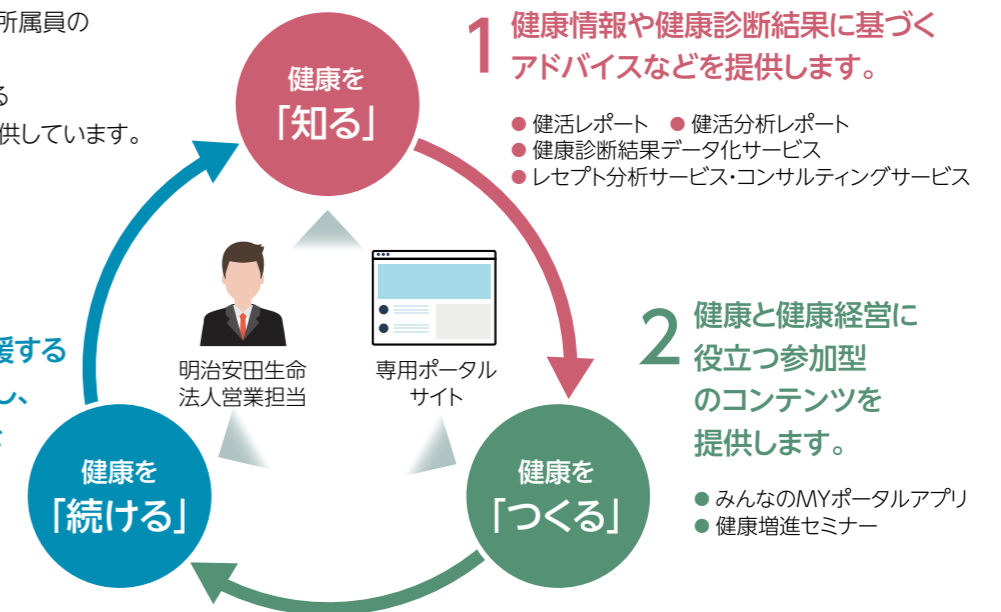 所属員の
る
供しています。
健康を
「知る」
1
健康情報や健康診断結果に基づく
アドバイスなどを提供します。
● 健活レポート ● 健活分析レポート
● 健康診断結果データ化サービス
● レセプト分析サービス・コンサルティングサービス
明治安田生命
法人営業担当
専用ポータル
サイト
2
健康と健康経営に
役立つ参加型
のコンテンツを
提供します。
● みんなのMYポータルアプリ
● 健康増進セミナー
健康を
「つくる」
援する
し、
健康を
「続ける」